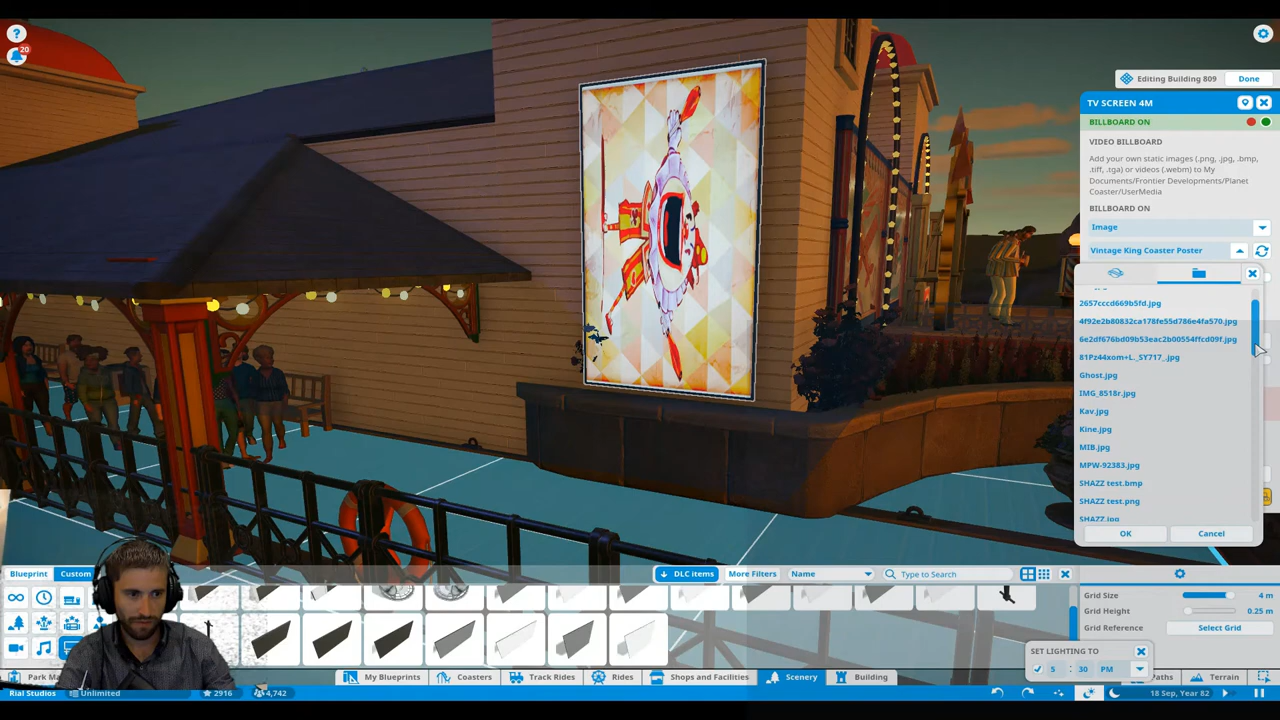 ?
20
Editing Building 809
Done
TV SCREEN 4M
BILLBOARD ON
VIDEO BILLBOARD
Add your own static images (.png, .jpg, .bmp,
.tiff, .tga) or videos (.webm) to My
Documents/Frontier Developments/Planet
Coaster/UserMedia
BILLBOARD ON
Image
Vintage King Coaster Poster
2657cccd669b5fd.jpg
4f92e2b80832ca178fe55d786e4fa570.jpg
6e2df676bd09b53eac2b00554ffcd09f.jpg
81Pz44xom+L._SY717_.jpg
Ghost.jpg
IMG_8518r.jpg
Kav.jpg
Kine.jpg
MIB.jpg
MPW-92383.jpg
SHAZZ test.bmp
SHAZZ test.png
SHAZZ.jpg
OK
Cancel
Blueprint
Custom
DLC items
More Filters
Name
Type to Search
Grid Size
4 m
Grid Height
0.25 m
Grid Reference
Select Grid
SET LIGHTING TO
5 : 30 PM
Park
My Blueprints
Coasters
Track Rides
Rides
Shops and Facilities
Scenery
Building
Paths
Terrain
Rial Studios
Unlimited
2916
4,742
18 Sep, Year 82